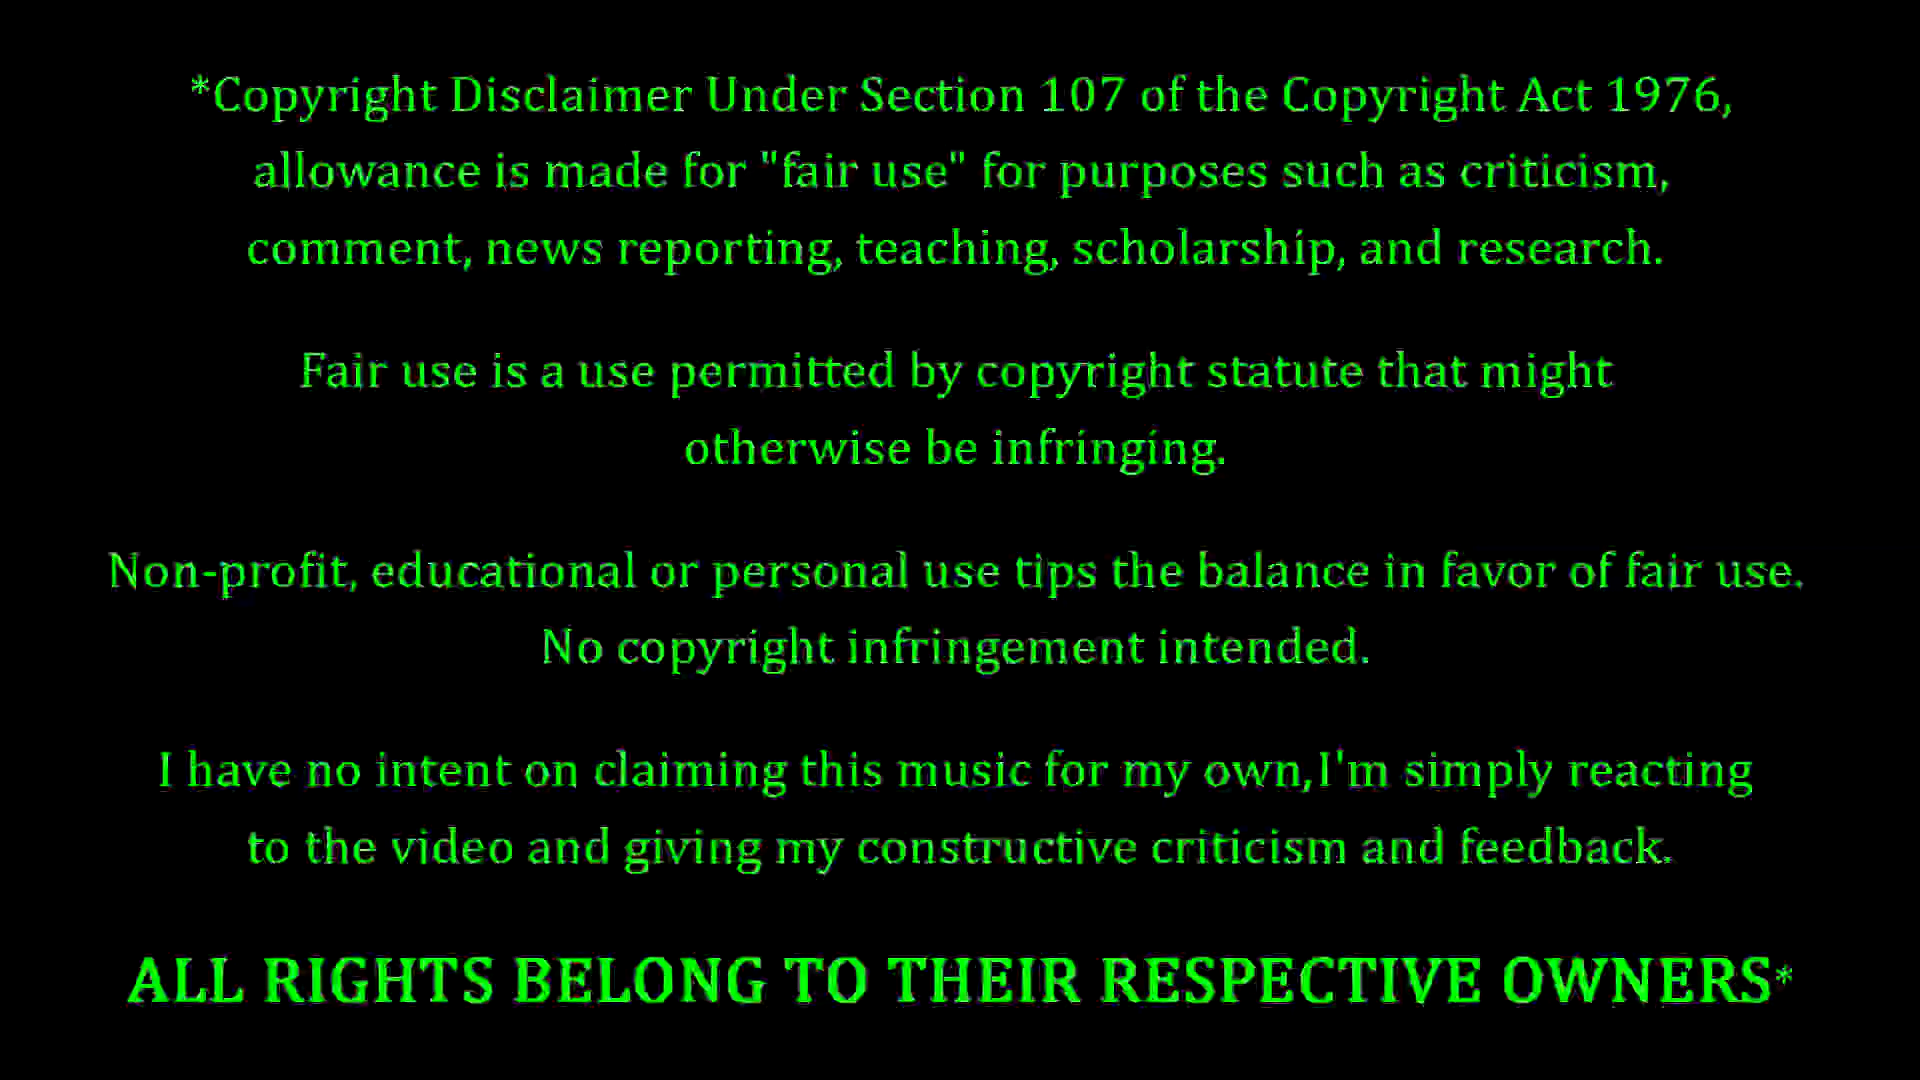 *Copyright Disclaimer Under Section 107 of the Copyright Act 1976,
allowance is made for "fair use" for purposes such as criticism,
comment, news reporting, teaching, scholarship, and research.
Fair use is a use permitted by copyright statute that might
otherwise be infringing.
Non-profit, educational or personal use tips the balance in favor of fair use.
No copyright infringement intended.
I have no intent on claiming this music for my own,I'm simply reacting
to the video and giving my constructive criticism and feedback.
ALL RIGHTS BELONG TO THEIR RESPECTIVE OWNERS*